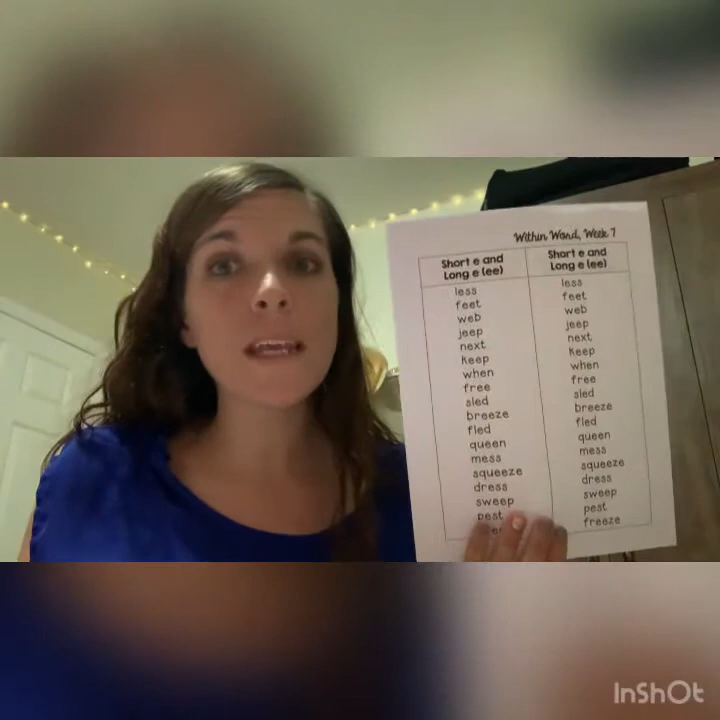 Within Word, Week 7
Short e and
Long e (ee)
less
feet
web
jeep
next
keep
when
free
sled
breeze
fled
queen
mess
squeeze
dress
sweep
pest
Short e and
Long e (ee)
less
feet
web
jeep
next
keep
when
free
sled
breeze
fled
queen
mess
squeeze
dress
sweep
pest
freeze
InShOt